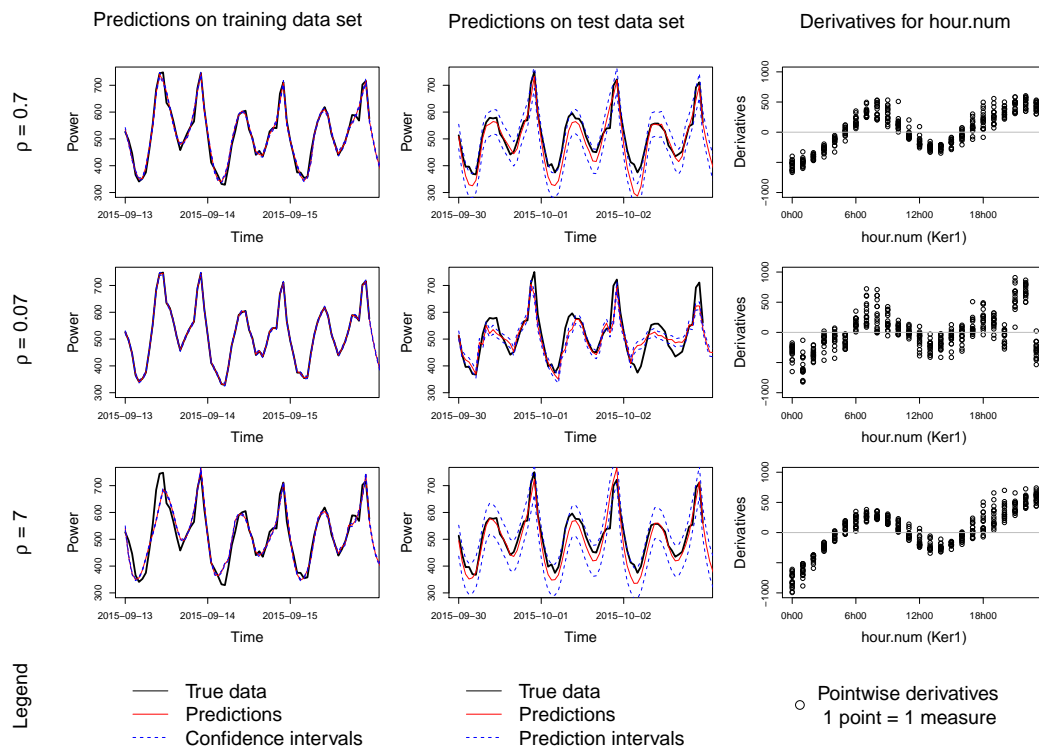 Predictions on training data set
Predictions on test data set
Derivatives for hour.num
ρ = 0.7
Power
300 400 500 600 700
2015−09−13 2015−09−14 2015−09−15
Time
Power
300 400 500 600 700
2015−09−30 2015−10−01 2015−10−02
Time
Derivatives
−1000 0 500 1000
0h00 6h00 12h00 18h00
hour.num (Ker1)
ρ = 0.07
Power
300 400 500 600 700
2015−09−13 2015−09−14 2015−09−15
Time
Power
300 400 500 600 700
2015−09−30 2015−10−01 2015−10−02
Time
Derivatives
−1000 0 500 1000
0h00 6h00 12h00 18h00
hour.num (Ker1)
ρ = 7
Power
300 400 500 600 700
2015−09−13 2015−09−14 2015−09−15
Time
Power
300 400 500 600 700
2015−09−30 2015−10−01 2015−10−02
Time
Derivatives
−1000 0 500 1000
0h00 6h00 12h00 18h00
hour.num (Ker1)
Legend
True data
Predictions
Confidence intervals
True data
Predictions
Prediction intervals
Pointwise derivatives
1 point = 1 measure